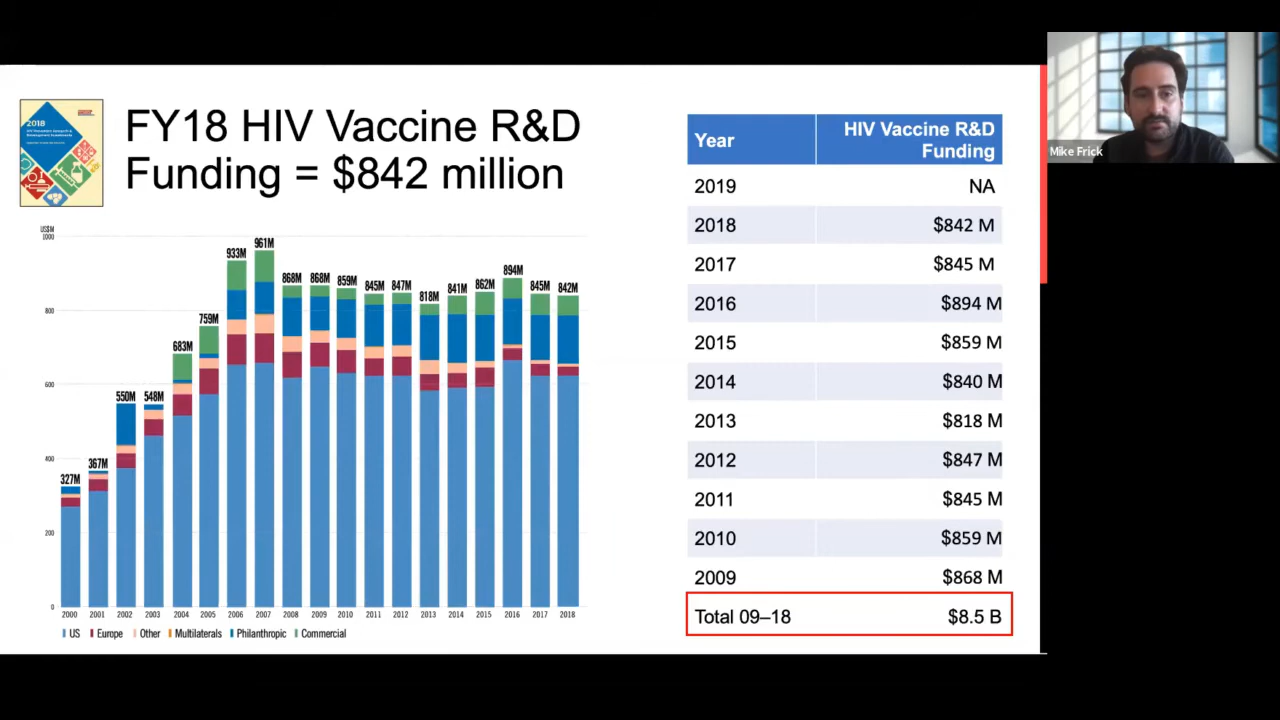 2018
FY18 HIV Vaccine R&D
Funding = $842 million
US$M
1000
800
600
400
200
0
327M
367M
550M
548M
683M
759M
933M
961M
868M
868M
859M
845M
847M
818M
841M
862M
894M
845M
842M
2000 2001 2002 2003 2004 2005 2006 2007 2008 2009 2010 2011 2012 2013 2014 2015 2016 2017 2018
US Europe Other Multilaterals Philanthropic Commercial
Year HIV Vaccine R&D
Funding
2019 NA
2018 $842 M
2017 $845 M
2016 $894 M
2015 $859 M
2014 $840 M
2013 $818 M
2012 $847 M
2011 $845 M
2010 $859 M
2009 $868 M
Total 09–18 $8.5 B
Mike Frick